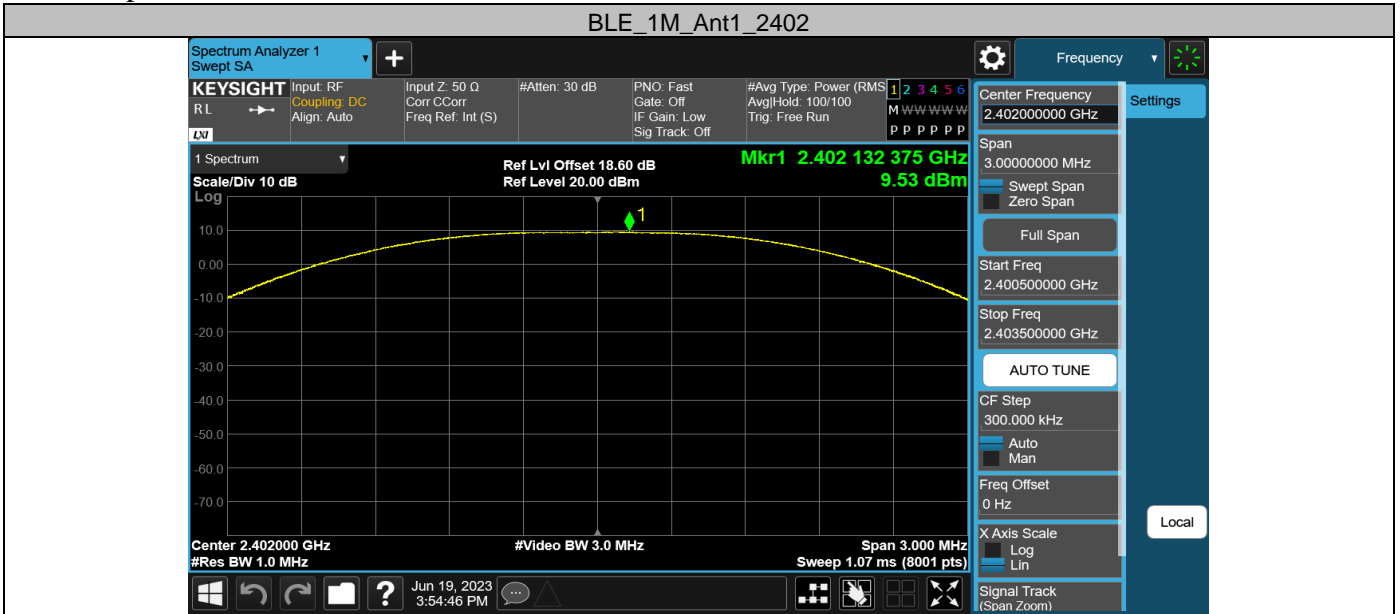 BLE_1M_Ant1_2402
Spectrum Analyzer 1
Swept SA
Frequency
KEYSIGHT
RL
LXI
Input: RF
Coupling: DC
Align: Auto
Input Z: 50 Ω
Corr CCorr
Freq Ref: Int (S)
#Atten: 30 dB
PNO: Fast
Gate: Off
IF Gain: Low
Sig Track: Off
#Avg Type: Power (RMS
Avg|Hold: 100/100
Trig: Free Run
1 2 3 4 5 6
M W W W W W
P P P P P P
1 Spectrum
Scale/Div 10 dB
Log
Ref Lvl Offset 18.60 dB
Ref Level 20.00 dBm
Mkr1 2.402 132 375 GHz
9.53 dBm
1
10.0
0.00
-10.0
-20.0
-30.0
-40.0
-50.0
-60.0
-70.0
Center 2.402000 GHz
#Res BW 1.0 MHz
#Video BW 3.0 MHz
Span 3.000 MHz
Sweep 1.07 ms (8001 pts)
?
Jun 19, 2023
3:54:46 PM
Center Frequency
2.402000000 GHz
Span
3.00000000 MHz
Swept Span
Zero Span
Full Span
Start Freq
2.400500000 GHz
Stop Freq
2.403500000 GHz
AUTO TUNE
CF Step
300.000 kHz
Auto
Man
Freq Offset
0 Hz
X Axis Scale
Log
Lin
Signal Track
(Span Zoom)
Settings
Local